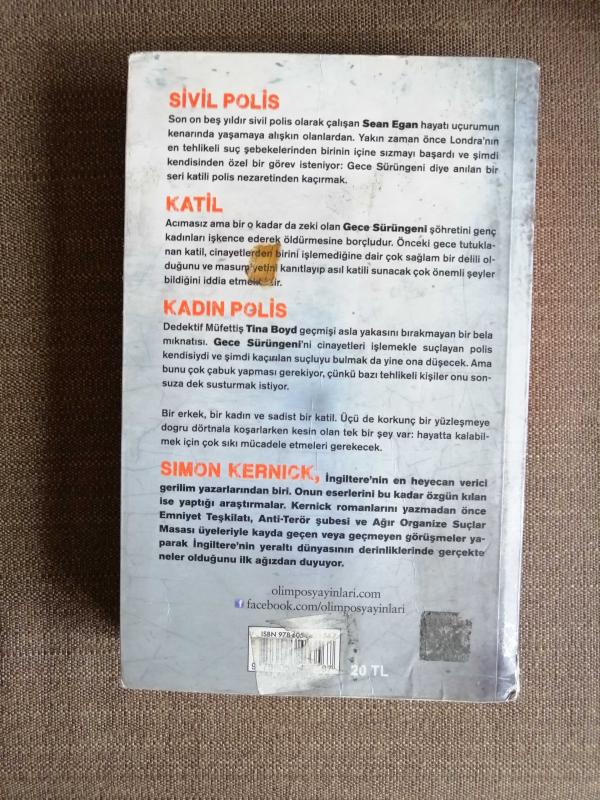 SİVİL POLİS
Son on beş yıldır sivil polis olarak çalışan Sean Egan hayatı uçurumun
kenarında yaşamaya alışkın olanlardan. Yakın zaman önce Londra'nın
en tehlikeli suç şebekelerinden birinin içine sızmayı başardı ve şimdi
kendisinden özel bir görev isteniyor: Gece Sürüngeni diye anılan bir
seri katili polis nezaretinden kaçırmak.
KATİL
Acımasız ama bir o kadar da zeki olan Gece Sürüngeni şöhretini genç
kadınları işkence ederek öldürmesine borçludur. Önceki gece tutukla-
nan katil, cinayetlerden birini işlemediğine dair çok sağlam bir delili ol-
duğunu ve masumiyetini kanıtlayıp asıl katili sunacak çok önemli şeyler
bildiğini iddia etmektedir.
KADIN POLİS
Dedektif Müfettiş Tina Boyd geçmişi asla yakasını bırakmayan bir bela
mıknatısı. Gece Sürüngeni'ni cinayetleri işlemekle suçlayan polis
kendisiydi ve şimdi kaçırılan suçluyu bulmak da yine ona düşecek. Ama
bunu çok çabuk yapması gerekiyor, çünkü bazı tehlikeli kişiler onu son-
suza dek susturmak istiyor.
Bir erkek, bir kadın ve sadist bir katil. Üçü de korkunç bir yüzleşmeye
dogru dörtnala koşarlarken kesin olan tek bir şey var: hayatta kalabil-
mek için çok sıkı mücadele etmeleri gerekecek.
SIMON KERNICK, İngiltere'nin en heyecan verici
gerilim yazarlarından biri. Onun eserlerini bu kadar özgün kılan
ise yaptığı araştırmalar. Kernick romanlarını yazmadan önce
Emniyet Teşkilatı, Anti-Terör şubesi ve Ağır Organize Suçlar
Masası üyeleriyle kayda geçen veya geçmeyen görüşmeler ya-
parak İngiltere'nin yeraltı dünyasının derinliklerinde gerçekte
neler olduğunu ilk ağızdan duyuyor.
olimposyayinlari.com
facebook.com/olimposyayinlari
ISBN 978 605
20 TL